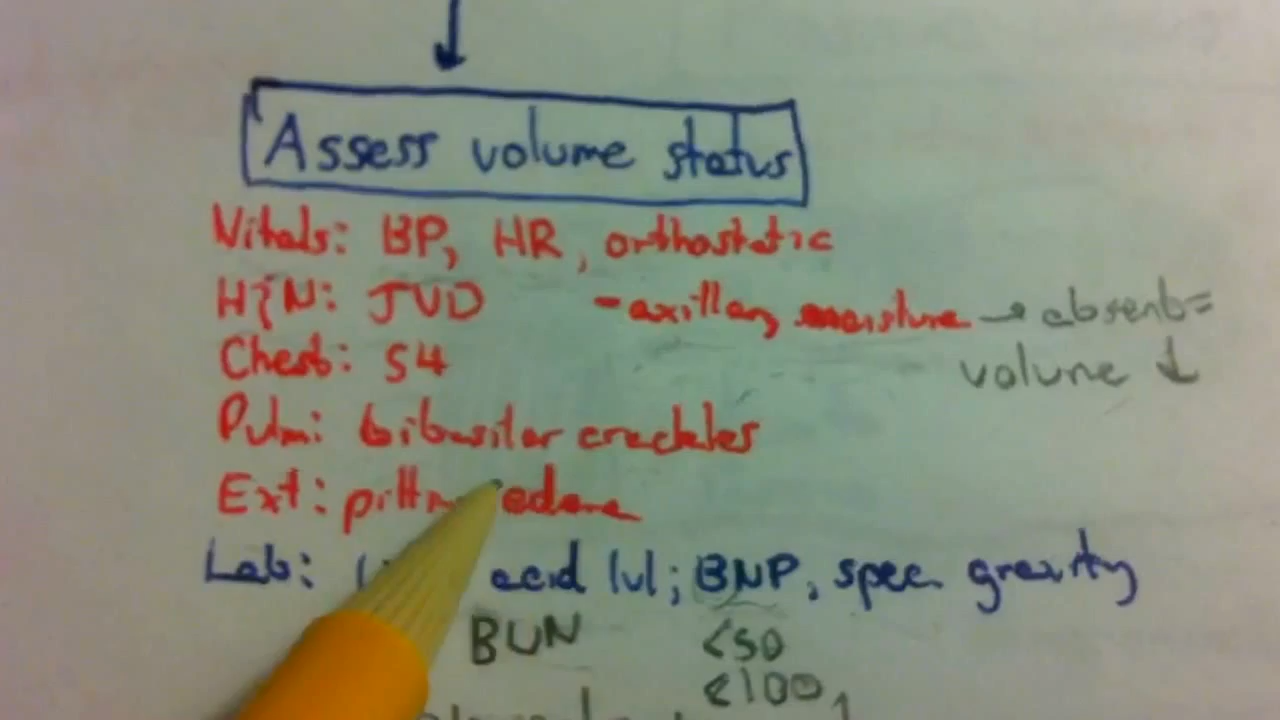 Assess volume status
Vitals: BP, HR, orthostatic
H&N: JVD - axillary moisture → absent =
volume ↓
Chest: S4
Pulm: bibasilar crackles
Ext: pitting edema
Lab: acid lvl; BNP, spec gravity
BUN <50
<100